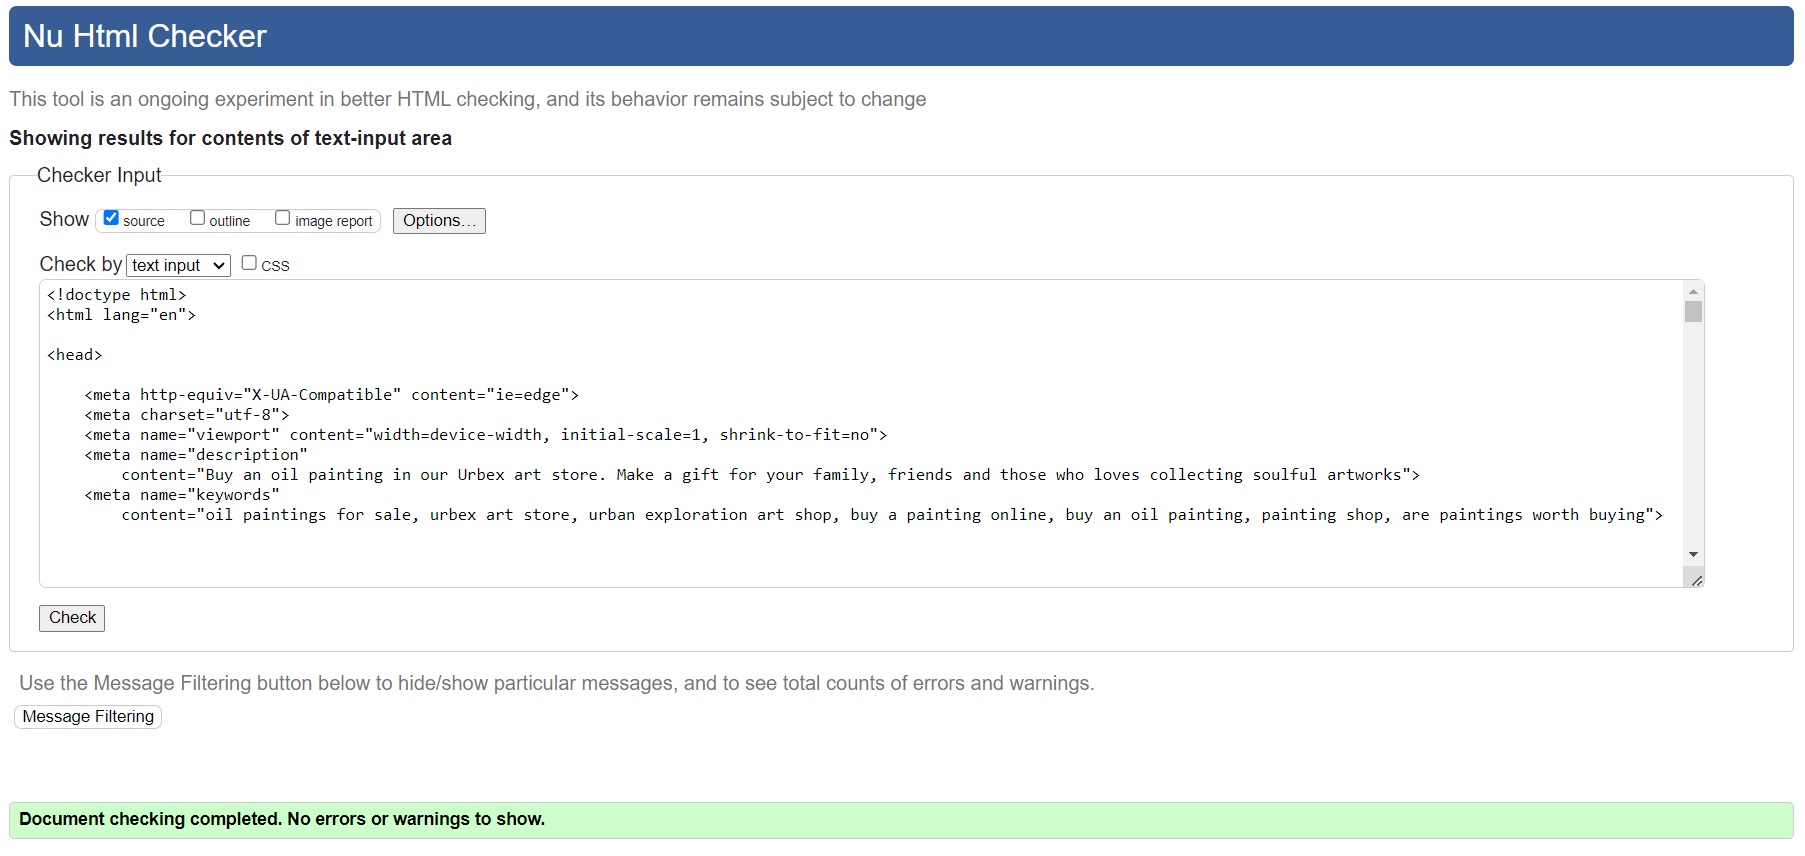 Nu Html Checker
This tool is an ongoing experiment in better HTML checking, and its behavior remains subject to change
Showing results for contents of text-input area
Checker Input
Show source outline image report Options...
Check by text input CSS
<!doctype html>
<html lang="en">
<head>
<meta http-equiv="X-UA-Compatible" content="ie=edge">
<meta charset="utf-8">
<meta name="viewport" content="width=device-width, initial-scale=1, shrink-to-fit=no">
<meta name="description"
content="Buy an oil painting in our Urbex art store. Make a gift for your family, friends and those who loves collecting soulful artworks">
<meta name="keywords"
content="oil paintings for sale, urbex art store, urban exploration art shop, buy a painting online, buy an oil painting, painting shop, are paintings worth buying">
Check
Use the Message Filtering button below to hide/show particular messages, and to see total counts of errors and warnings.
Message Filtering
Document checking completed. No errors or warnings to show.